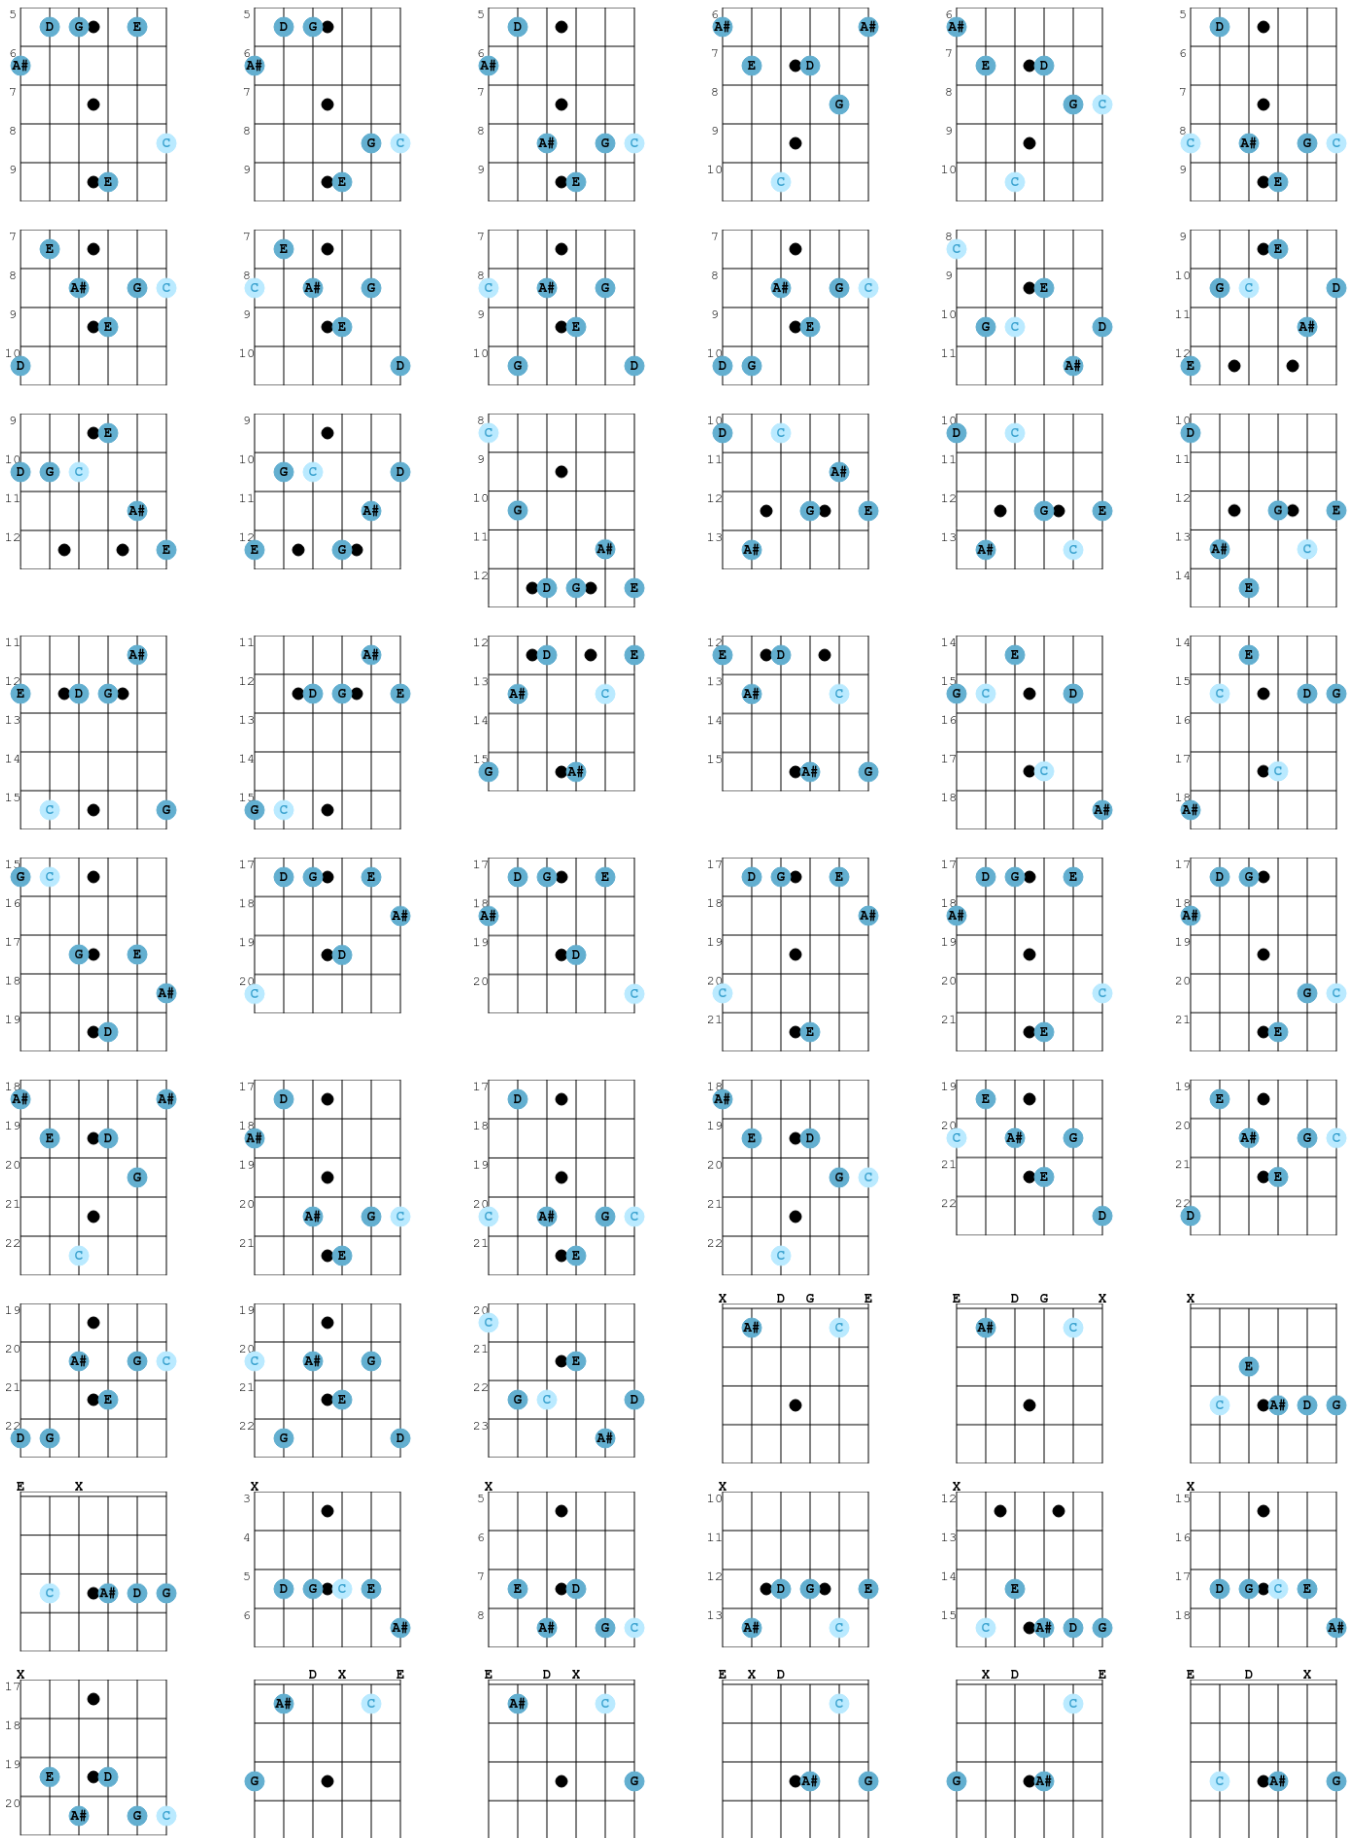 5 D G E
6 A#
7
8 C
9 E
5 D G
6 A#
7
8 G C
9 E
5 D
6 A#
7
8 A# G C
9 E
6 A# A#
7 E D
8 G
9
10 C
6 A#
7 E D
8 G C
9
10 C
5 D
6
7
8 C A# G C
9 E
7 E
8 A# G C
9 E
10 D
7 E
8 C A# G
9 E
10 D
7
8 C A# G
9 E
10 G D
7
8 A# G C
9 E
10 D G
8 C
9 E
10 G C D
11 A#
9 E
10 G C D
11 A#
12 E
9 E
10 D G C
11 A#
12 E
9
10 G C D
11 A#
12 E G
8 C
9
10 G
11 A#
12 D G E
10 D C
11 A#
12 G E
13 A#
10 D C
11
12 G E
13 A# C
10 D
11
12 G E
13 A# C
14 E
11 A#
12 E D G
13
14
15 C G
11 A#
12 D G E
13
14
15 G C
12 D E
13 A# C
14
15 G A#
12 E D
13 A# C
14
15 A# G
14 E
15 G C D
16
17 C
18 A#
14 E
15 C D G
16
17 C
18 A#
15 G C
16
17 G E
18 A#
19 D
17 D G E
18 A#
19 D
20 C
17 D G E
18 A#
19 D
20 C
17 D G E
18 A#
19
20 C
21 E
17 D G E
18 A#
19
20 C
21 E
17 D G
18 A#
19
20 G C
21 E
18 A# A#
19 E D
20 G
21
22 C
17 D
18 A#
19
20 A# G C
21 E
17 D
18
19
20 C A# G C
21 E
18 A#
19 E D
20 G C
21
22 C
19 E
20 C A# G
21 E
22 D
19 E
20 A# G C
21 E
22 D
19
20 A# G C
21 E
22 D G
19
20 C A# G
21 E
22 G D
20 C
21 E
22 G C D
23 A#
X D G E
A# C
E D G X
A# C
X
E
C A# D G
E X
C A# D G
X
3
4
5 D G C E
6 A#
X
5
6
7 E D
8 A# G C
X
10
11
12 D G E
13 A# C
X
12
13
14 E
15 C A# D G
X
15
16
17 D G C E
18 A#
X
17
18
19 E D
20 A# G C
D X E
A# C
G
E D X
A# C
G
E X D
C
A# G
X D E
C
G A#
E D X
C A# G